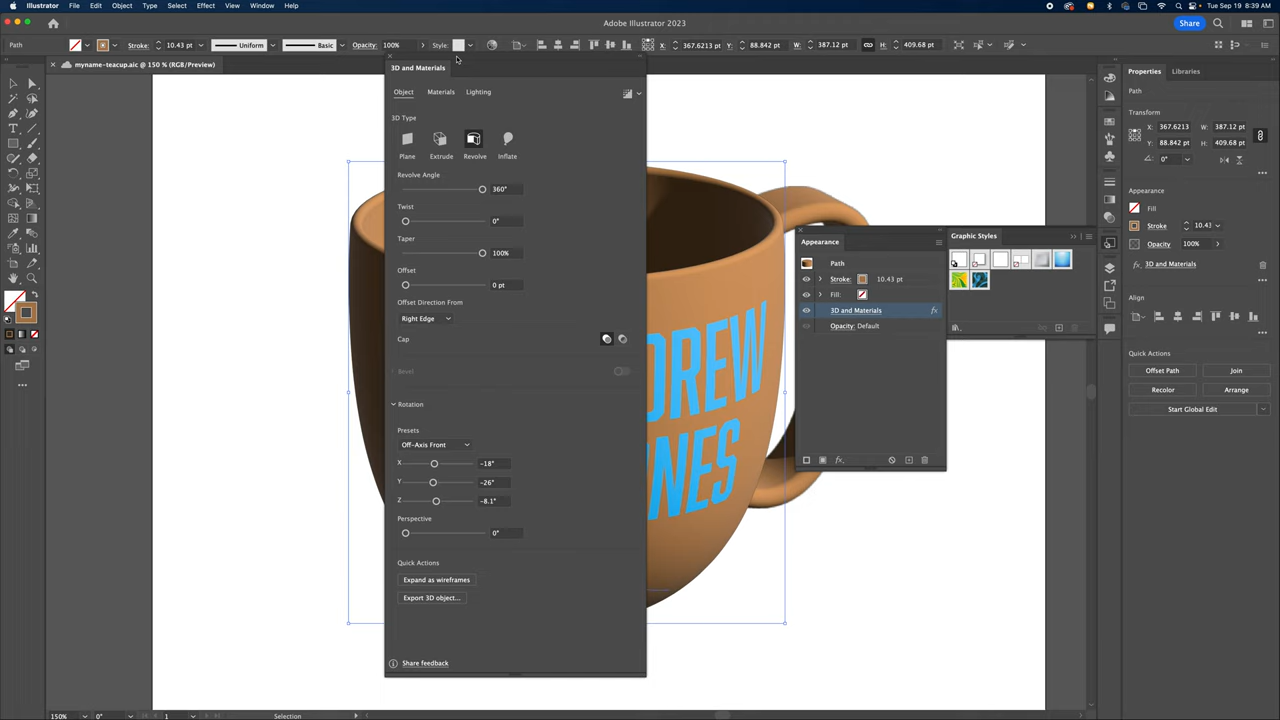 Illustrator File Edit Object Type Select Effect View Window Help Tue Sep 19 8:39 AM
Adobe Illustrator 2023 Share
Path Stroke: 10.43 pt Uniform Basic Opacity: 100% Style: X: 367.6213 Y: 88.842 pt W: 387.12 pt H: 409.68 pt
myname-teacup.aic @ 150 % (RGB/Preview)
3D and Materials
Object Materials Lighting
3D Type
Plane Extrude Revolve Inflate
Revolve Angle
360°
Twist
0°
Taper
100%
Offset
0 pt
Offset Direction From
Right Edge
Cap
Bevel
Rotation
Presets
Off-Axis Front
X -18°
Y -26°
Z -8.1°
Perspective
0°
Quick Actions
Expand as wireframes
Export 3D object...
Share feedback
DREW
NES
Appearance
Path
Stroke: 10.43 pt
Fill:
3D and Materials fx
Opacity: Default
fx
Graphic Styles
Properties Libraries
Path
Transform
X: 367.6213 W: 387.12 pt
Y: 88.842 pt H: 409.68 pt
0°
Appearance
Fill
Stroke 10.43
Opacity 100%
fx 3D and Materials
Align
Quick Actions
Offset Path Join
Recolor Arrange
Start Global Edit
150% 0° 1 Selection